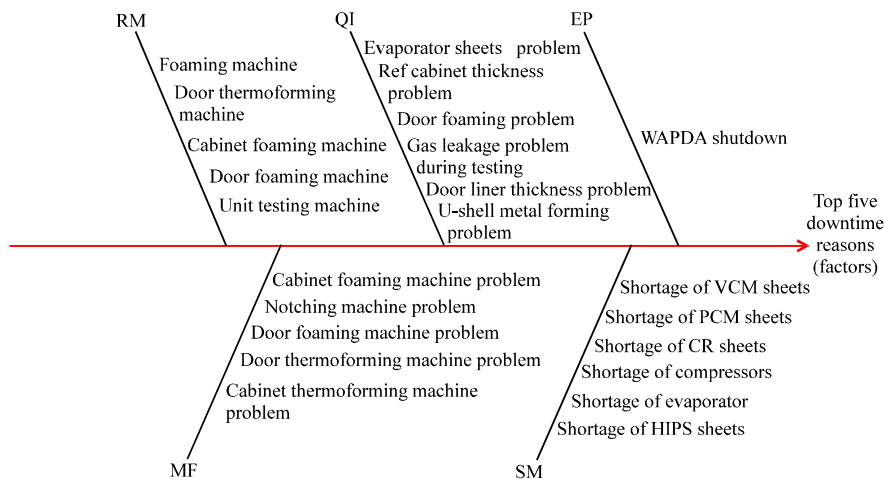 RM
Foaming machine
Door thermoforming
machine
Cabinet foaming machine
Door foaming machine
Unit testing machine
QI
Evaporator sheets problem
Ref cabinet thickness
problem
Door foaming problem
Gas leakage problem
during testing
Door liner thickness problem
U-shell metal forming
problem
EP
WAPDA shutdown
Top five
downtime
reasons
(factors)
Cabinet foaming machine problem
Notching machine problem
Door foaming machine problem
Door thermoforming machine problem
Cabinet thermoforming machine
problem
MF
Shortage of VCM sheets
Shortage of PCM sheets
Shortage of CR sheets
Shortage of compressors
Shortage of evaporator
Shortage of HIPS sheets
SM